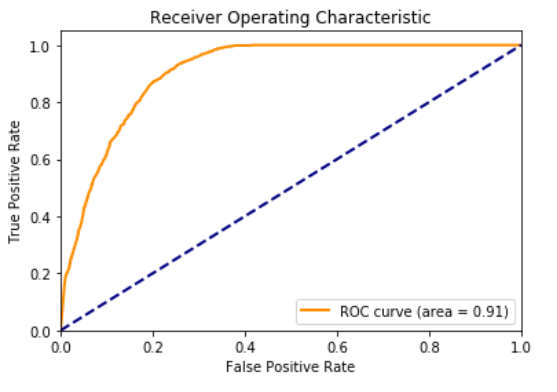 Receiver Operating Characteristic
1.0
0.8
0.6
0.4
0.2
0.0
True Positive Rate
ROC curve (area = 0.91)
0.0 0.2 0.4 0.6 0.8 1.0
False Positive Rate